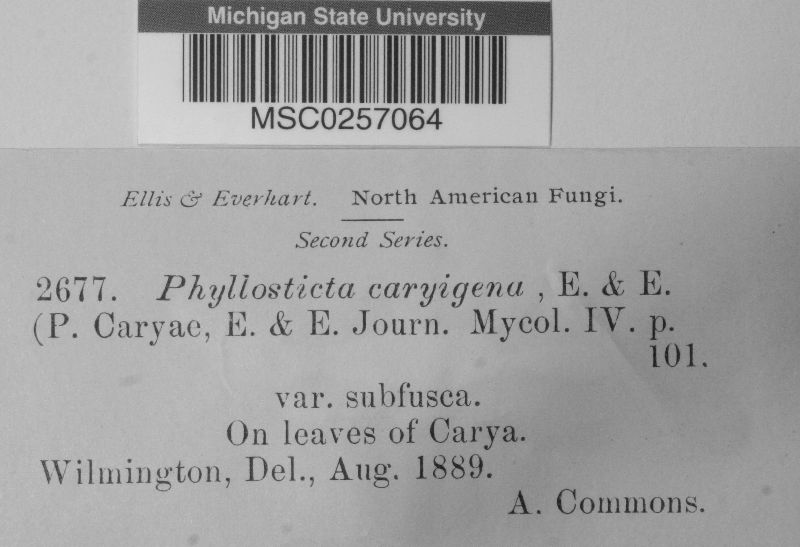 Michigan State University
MSC0257064
Ellis & Everhart. North American Fungi.
Second Series.
2677. Phyllosticta caryigena , E. & E.
(P. Caryae, E. & E. Journ. Mycol. IV. p.
101.
var. subfusca.
On leaves of Carya.
Wilmington, Del., Aug. 1889.
A. Commons.